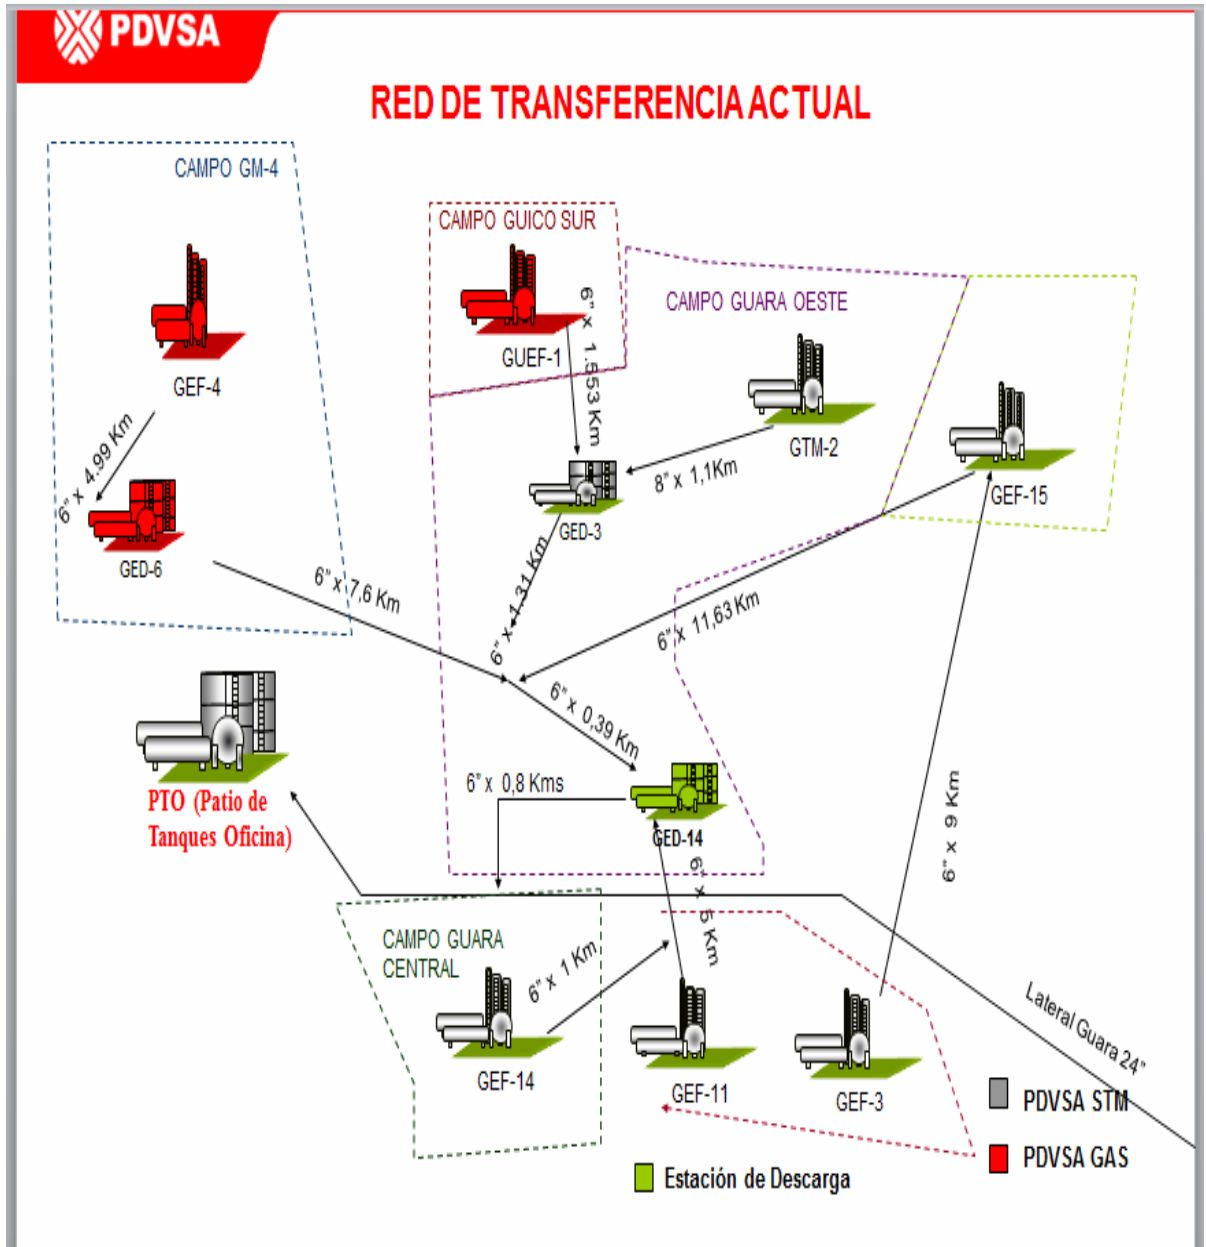 PDVSA
RED DE TRANSFERENCIA ACTUAL
CAMPO GM-4
CAMPO GUICO SUR
CAMPO GUARA OESTE
GEF-4
GUEF-1
6” x 1.553 Km
GTM-2
GEF-15
6” x 4.99 Km
8” x 1,1Km
GED-3
GED-6
6” x 7,6 Km
6” x 1.31 Km
6” x 11,63 Km
6” x 0,39 Km
6” x 0,8 Kms
PTO (Patio de
Tanques Oficina)
GED-14
6” x 5 Km
6” x 9 Km
CAMPO GUARA
CENTRAL
6” x 1 Km
Lateral Guara 24”
GEF-14
GEF-11
GEF-3
PDVSA STM
PDVSA GAS
Estación de Descarga